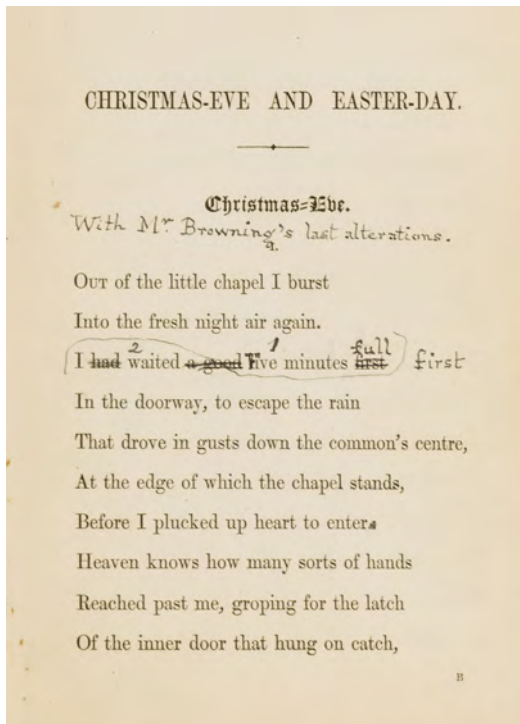 CHRISTMAS-EVE AND EASTER-DAY.
Christmas=Eve.
With Mr Browning's last alterations.
a.
OUT of the little chapel I burst
Into the fresh night air again.
2 1 full
I had waited a good Five minutes first first
In the doorway, to escape the rain
That drove in gusts down the common's centre,
At the edge of which the chapel stands,
Before I plucked up heart to enter.
Heaven knows how many sorts of hands
Reached past me, groping for the latch
Of the inner door that hung on catch,
B